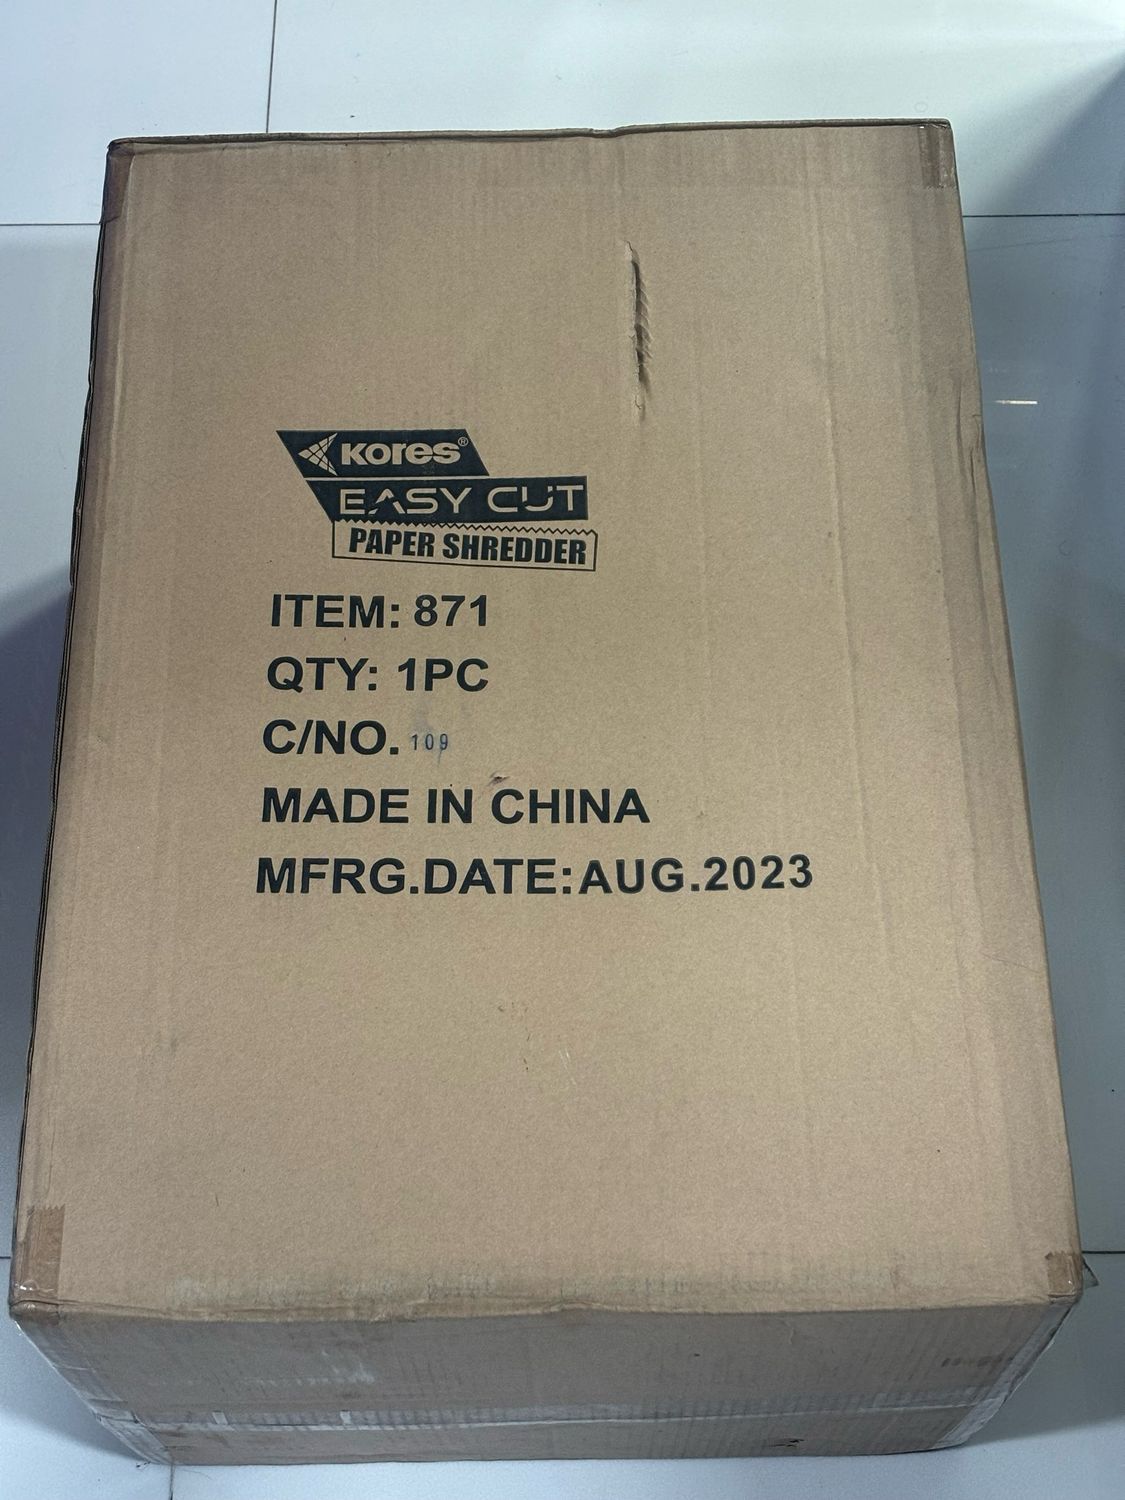 Kores®
EASY CUT
PAPER SHREDDER
ITEM: 871
QTY: 1PC
C/NO. 109
MADE IN CHINA
MFRG.DATE:AUG.2023